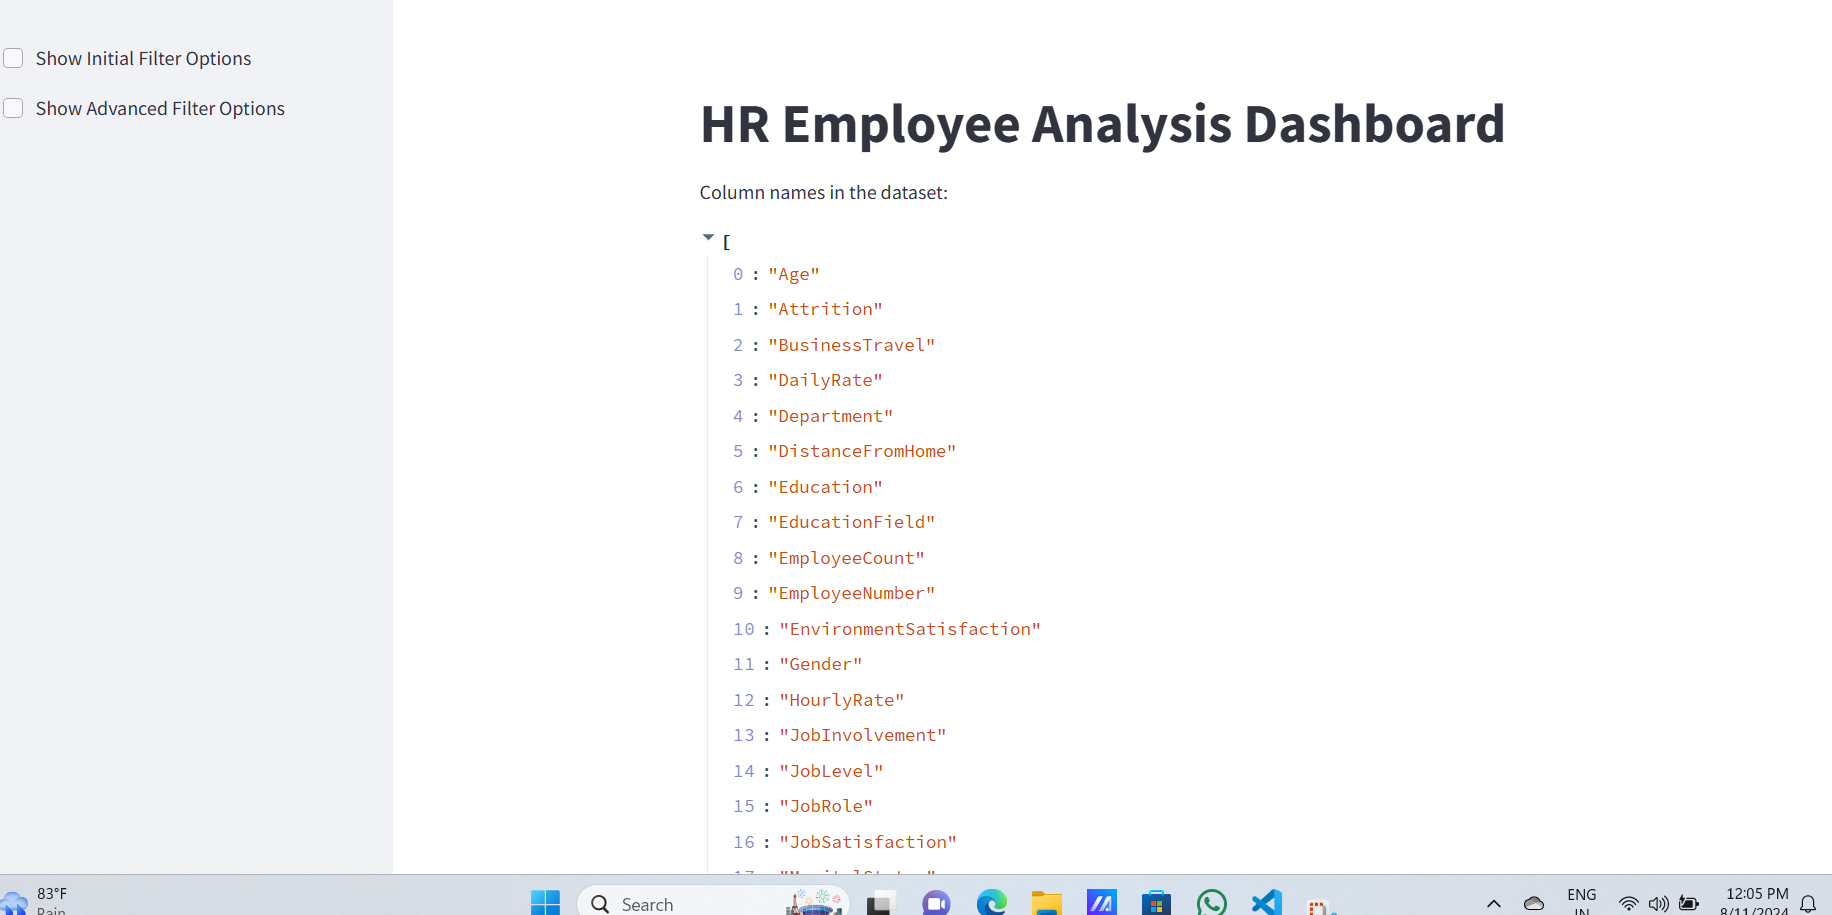 Show Initial Filter Options
Show Advanced Filter Options
HR Employee Analysis Dashboard
Column names in the dataset:
[
0 : "Age"
1 : "Attrition"
2 : "BusinessTravel"
3 : "DailyRate"
4 : "Department"
5 : "DistanceFromHome"
6 : "Education"
7 : "EducationField"
8 : "EmployeeCount"
9 : "EmployeeNumber"
10 : "EnvironmentSatisfaction"
11 : "Gender"
12 : "HourlyRate"
13 : "JobInvolvement"
14 : "JobLevel"
15 : "JobRole"
16 : "JobSatisfaction"
17 : "MaritalStatus"
83°F
Rain
Search
ENG
IN
12:05 PM
8/11/2024